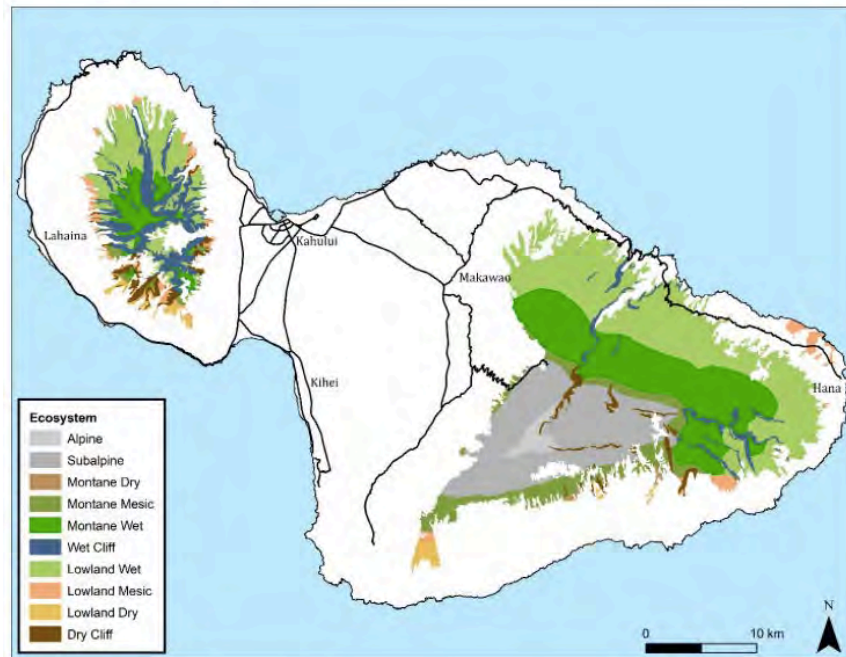 Lahaina
Kahului
Makawao
Kihei
Hana
Ecosystem
Alpine
Subalpine
Montane Dry
Montane Mesic
Montane Wet
Wet Cliff
Lowland Wet
Lowland Mesic
Lowland Dry
Dry Cliff
N
0 10 km